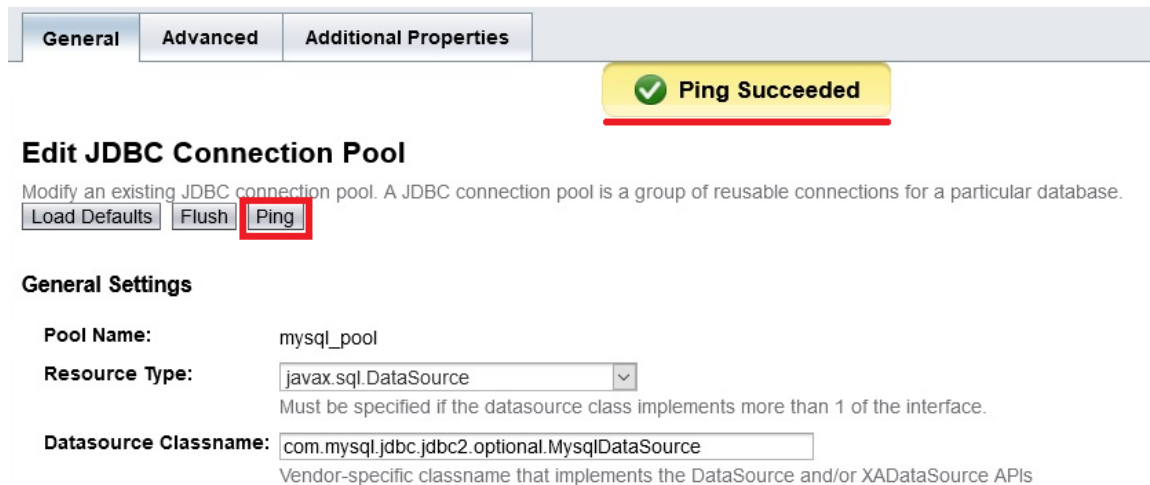 General Advanced Additional Properties
Ping Succeeded
Edit JDBC Connection Pool
Modify an existing JDBC connection pool. A JDBC connection pool is a group of reusable connections for a particular database.
Load Defaults Flush Ping
General Settings
Pool Name: mysql_pool
Resource Type: javax.sql.DataSource
Must be specified if the datasource class implements more than 1 of the interface.
Datasource Classname: com.mysql.jdbc.jdbc2.optional.MysqlDataSource
Vendor-specific classname that implements the DataSource and/or XADataSource APIs